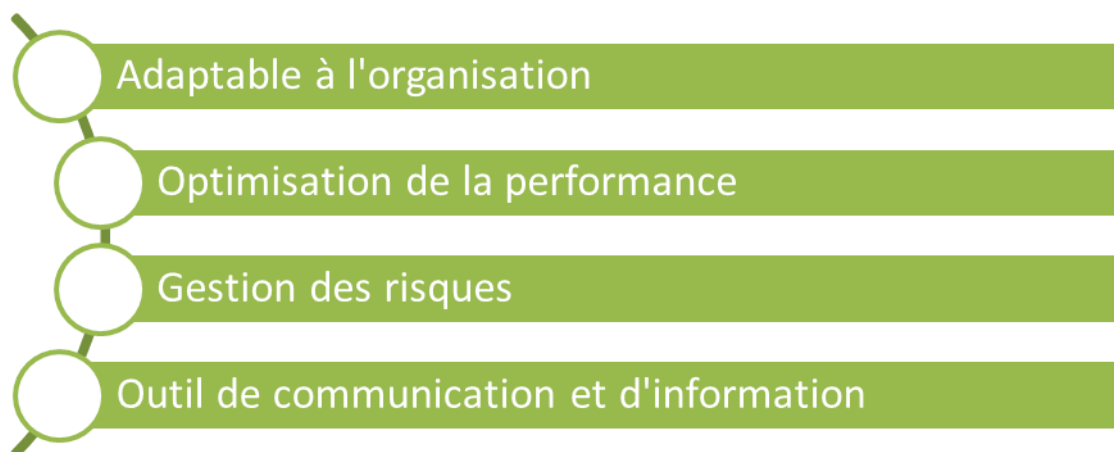 Adaptable à l'organisation
Optimisation de la performance
Gestion des risques
Outil de communication et d'information